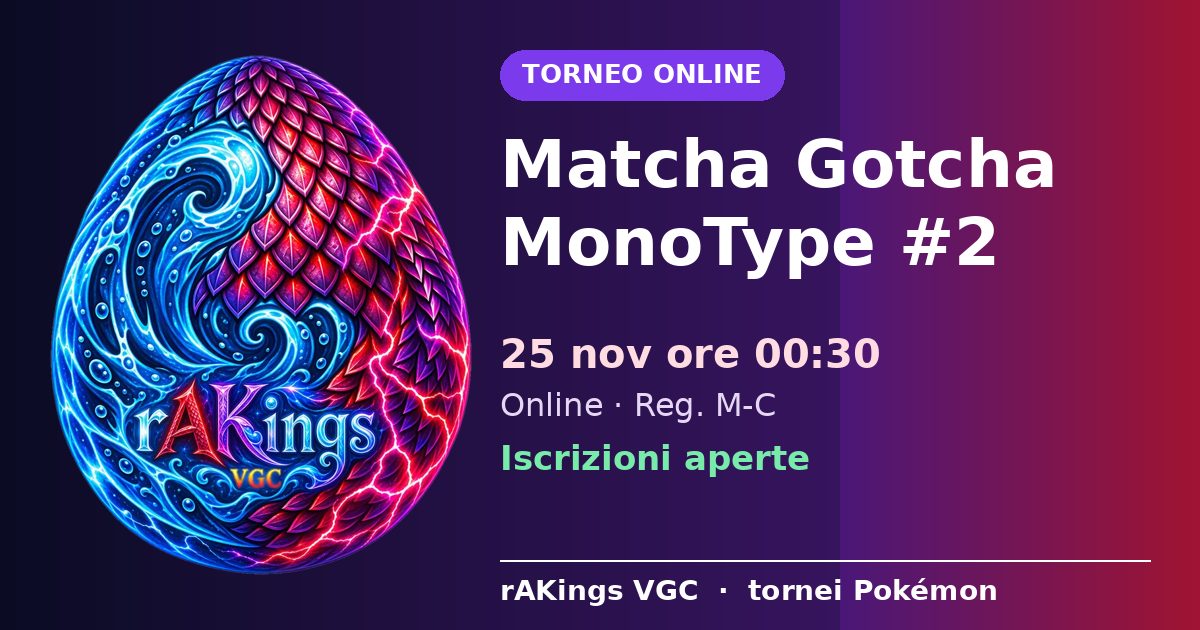 TORNEO ONLINE
Matcha Gotcha
MonoType #2
25 nov ore 00:30
Online · Reg. M-C
Iscrizioni aperte
rAKings
VGC
rAKings VGC · tornei Pokémon